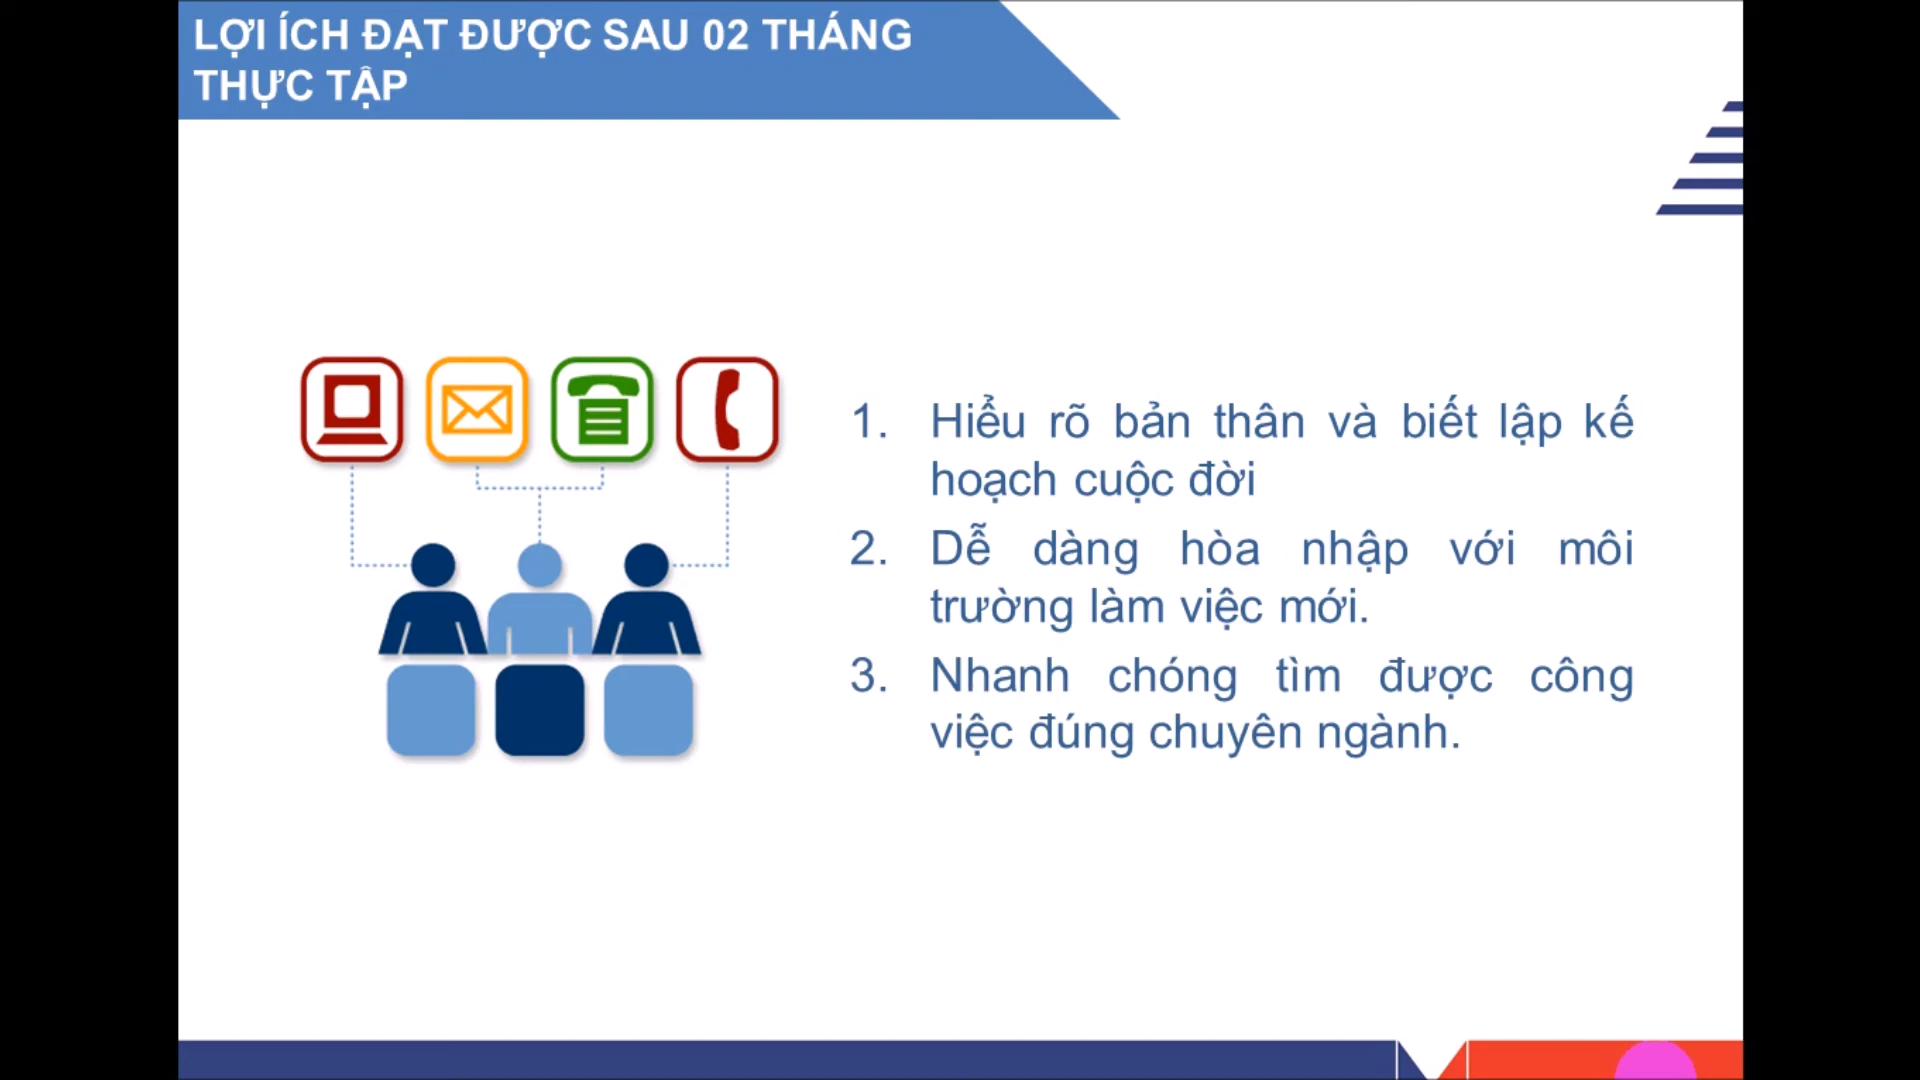 LỢI ÍCH ĐẠT ĐƯỢC SAU 02 THÁNG
THỰC TẬP
1. Hiểu rõ bản thân và biết lập kế
hoạch cuộc đời
2. Dễ dàng hòa nhập với môi
trường làm việc mới.
3. Nhanh chóng tìm được công
việc đúng chuyên ngành.